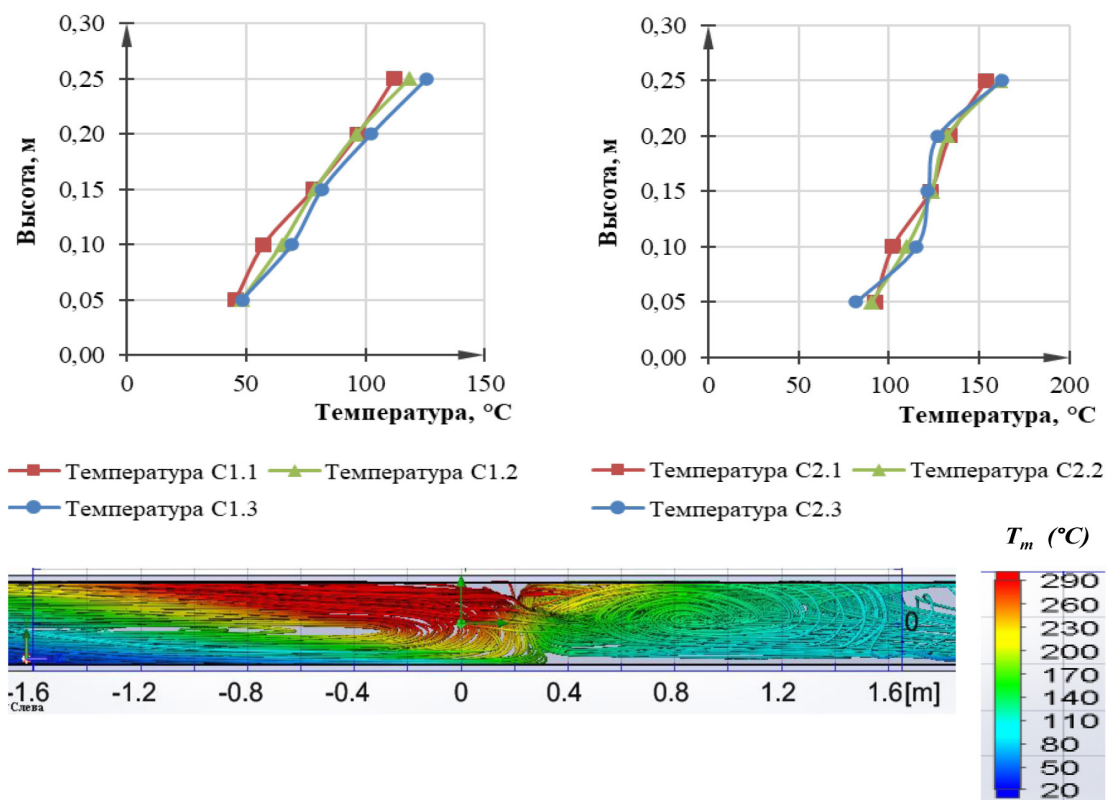 0,30
0,25
0,20
0,15
0,10
0,05
0,00
Высота, м
0 50 100 150
Температура, °С
Температура С1.1 Температура С1.2
Температура С1.3
0,30
0,25
0,20
0,15
0,10
0,05
0,00
Высота, м
0 50 100 150 200
Температура, °С
Температура С2.1 Температура С2.2
Температура С2.3
Tm (°C)
290
260
230
200
170
140
110
80
50
20
0
-1.6 -1.2 -0.8 -0.4 0 0.4 0.8 1.2 1.6[m]
*Слева